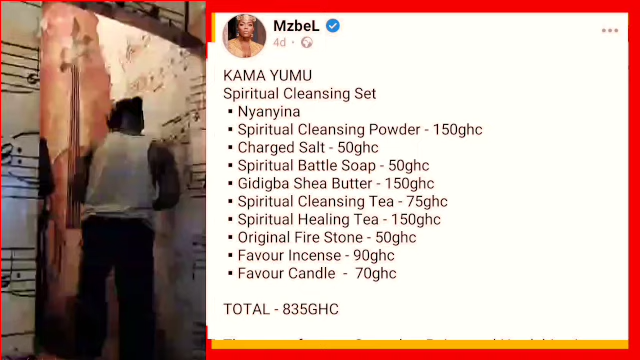 MzbeL
4d ·
KAMA YUMU
Spiritual Cleansing Set
▪ Nyanyina
▪ Spiritual Cleansing Powder - 150ghc
▪ Charged Salt - 50ghc
▪ Spiritual Battle Soap - 50ghc
▪ Gidigba Shea Butter - 150ghc
▪ Spiritual Cleansing Tea - 75ghc
▪ Spiritual Healing Tea - 150ghc
▪ Original Fire Stone - 50ghc
▪ Favour Incense - 90ghc
▪ Favour Candle - 70ghc
TOTAL - 835GHC